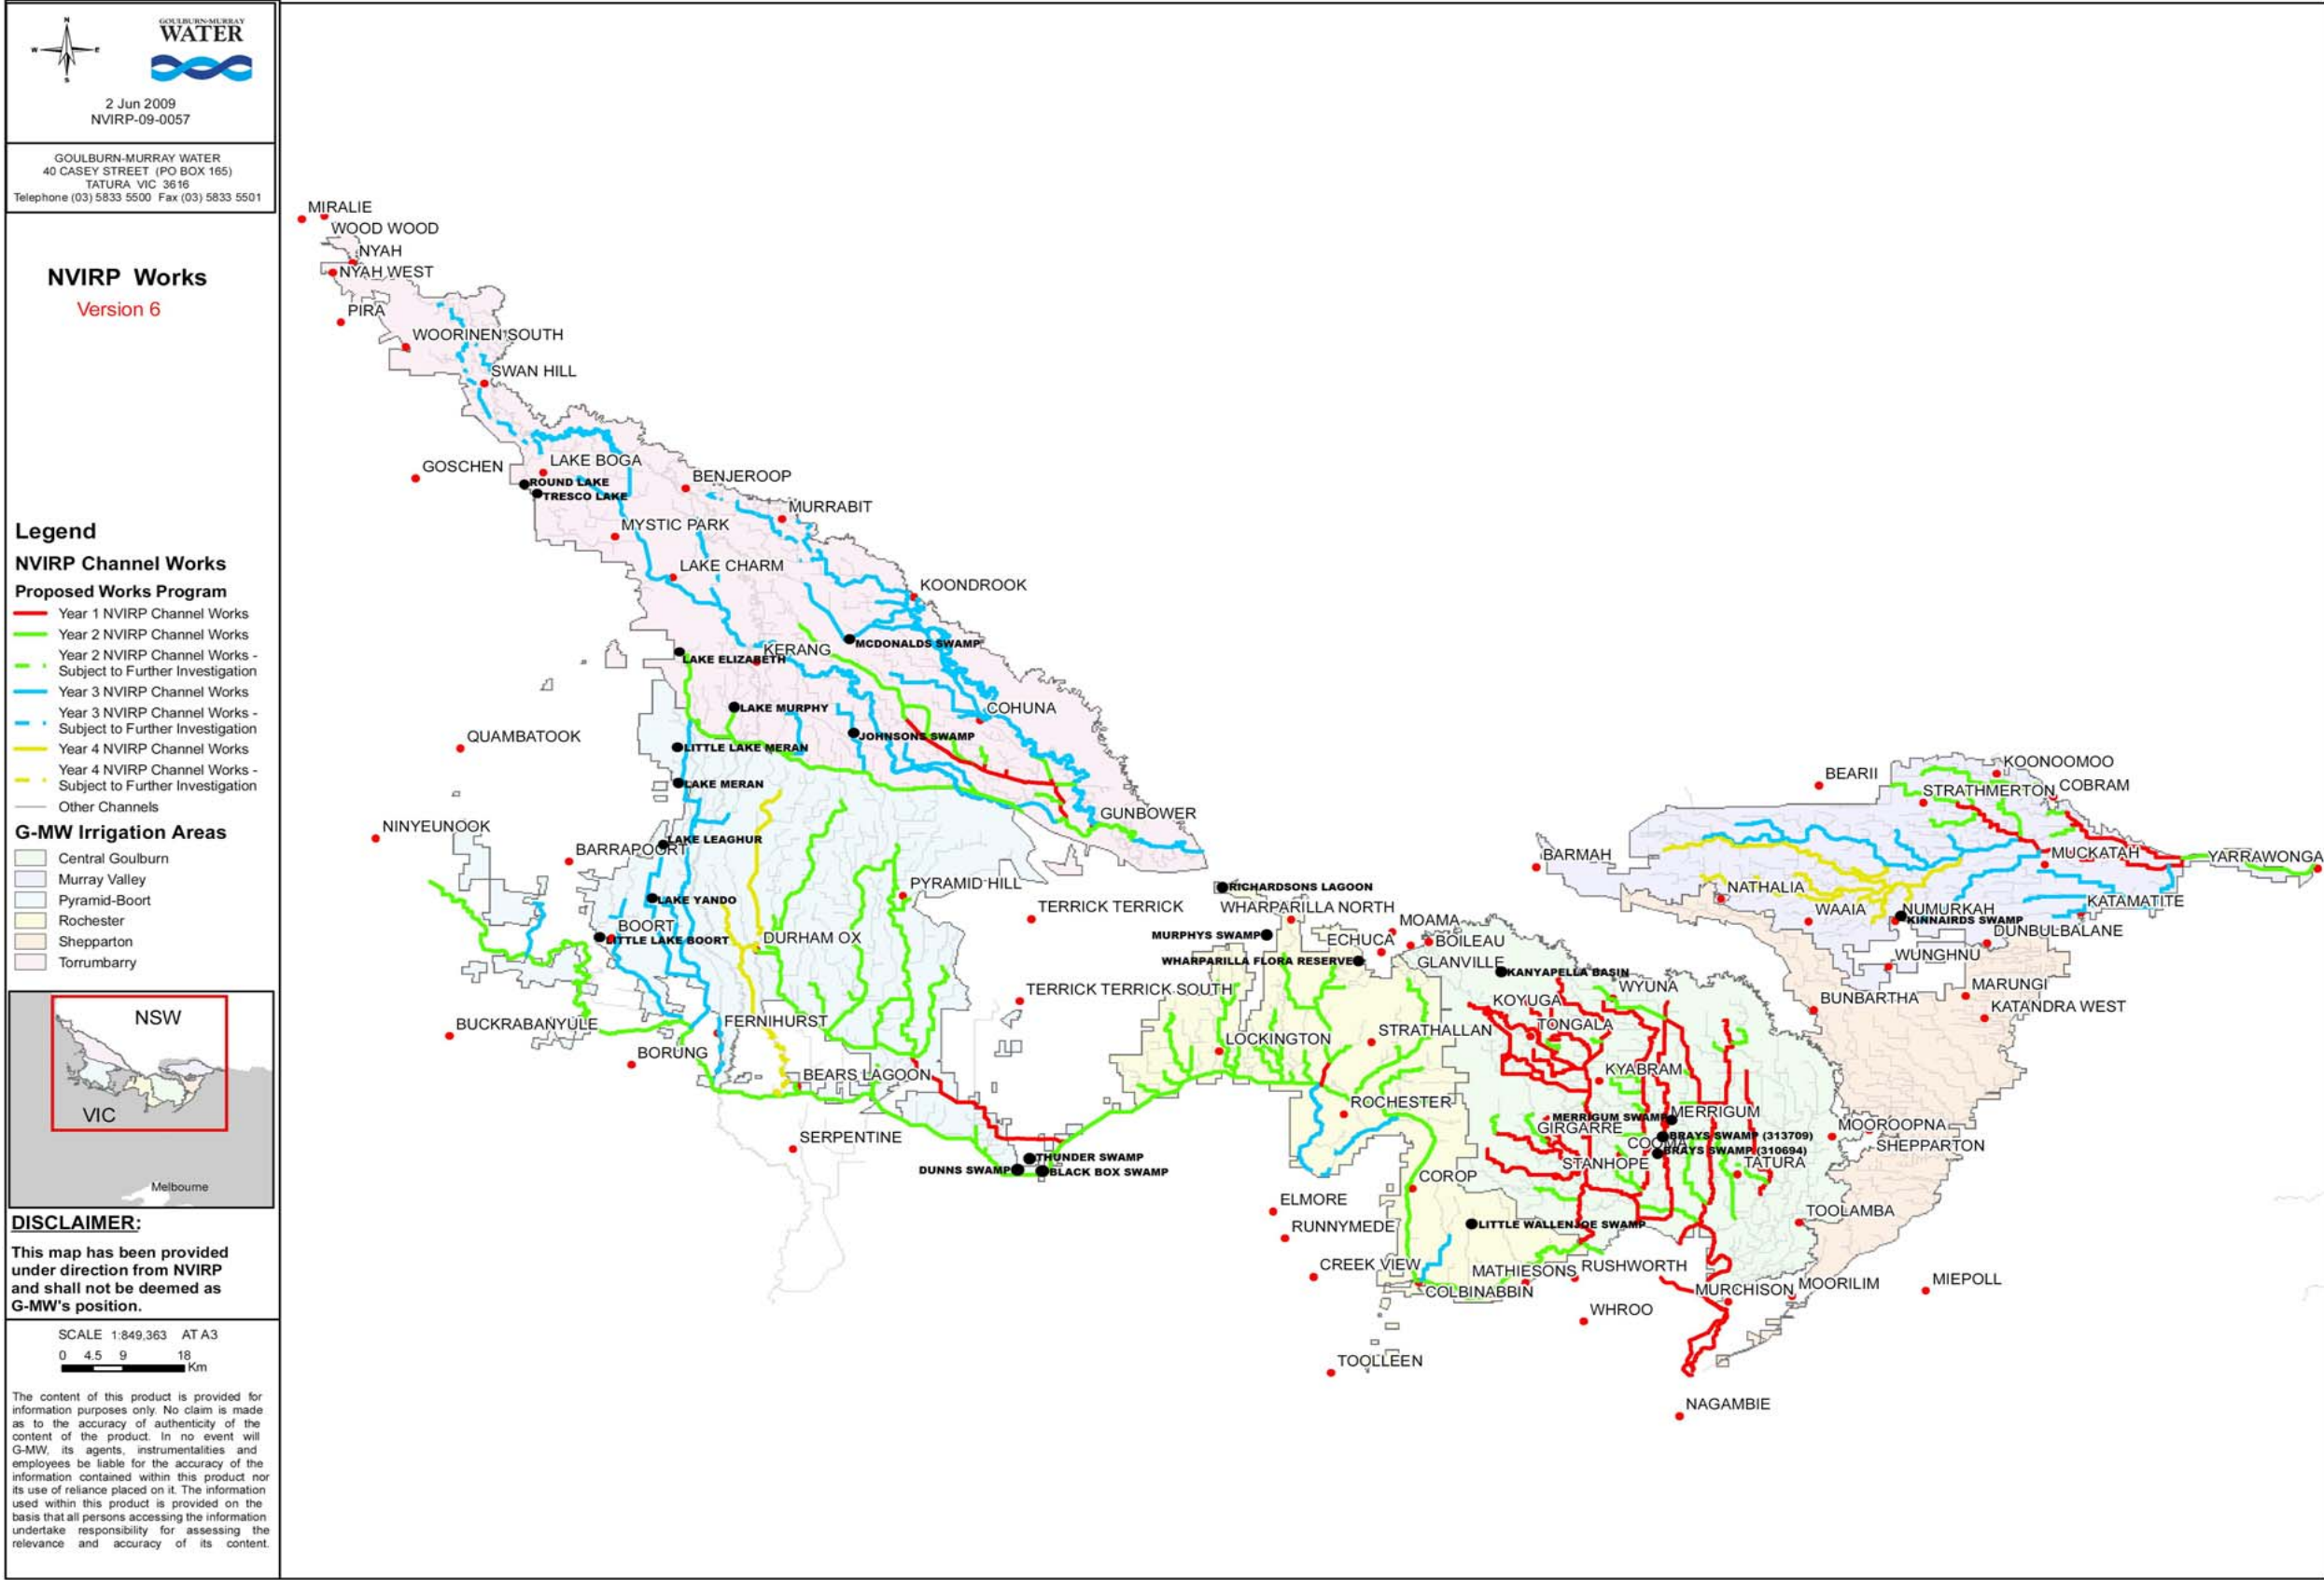 N
W
E
S
GOULBURN-MURRAY
WATER
2 Jun 2009
NVIRP-09-0057
GOULBURN-MURRAY WATER
40 CASEY STREET (PO BOX 165)
TATURA VIC 3616
Telephone (03) 5833 5500 Fax (03) 5833 5501
NVIRP Works
Version 6
Legend
NVIRP Channel Works
Proposed Works Program
Year 1 NVIRP Channel Works
Year 2 NVIRP Channel Works
Year 2 NVIRP Channel Works -
Subject to Further Investigation
Year 3 NVIRP Channel Works
Year 3 NVIRP Channel Works -
Subject to Further Investigation
Year 4 NVIRP Channel Works
Year 4 NVIRP Channel Works -
Subject to Further Investigation
Other Channels
G-MW Irrigation Areas
Central Goulburn
Murray Valley
Pyramid-Boort
Rochester
Shepparton
Torrumbarry
NSW
VIC
Melbourne
DISCLAIMER:
This map has been provided
under direction from NVIRP
and shall not be deemed as
G-MW's position.
SCALE 1:849,363 AT A3
0 4.5 9 18
Km
The content of this product is provided for
information purposes only. No claim is made
as to the accuracy of authenticity of the
content of the product. In no event will
G-MW, its agents, instrumentalities and
employees be liable for the accuracy of the
information contained within this product nor
its use of reliance placed on it. The information
used within this product is provided on the
basis that all persons accessing the information
undertake responsibility for assessing the
relevance and accuracy of its content.
MIRALIE
WOOD WOOD
NYAH
NYAH WEST
PIRA
WOORINEN SOUTH
SWAN HILL
GOSCHEN
LAKE BOGA
ROUND LAKE
TRESCO LAKE
BENJEROOP
MURRABIT
MYSTIC PARK
LAKE CHARM
KOONDROOK
MCDONALDS SWAMP
KERANG
LAKE ELIZABETH
LAKE MURPHY
COHUNA
QUAMBATOOK
JOHNSONS SWAMP
LITTLE LAKE MERAN
LAKE MERAN
GUNBOWER
NINYEUNOOK
LAKE LEAGHUR
BARRAPOORT
PYRAMID HILL
LAKE YANDO
BOORT
LITTLE LAKE BOORT
DURHAM OX
TERRICK TERRICK
TERRICK TERRICK SOUTH
BUCKRABANYULE
FERNIHURST
BORUNG
BEARS LAGOON
SERPENTINE
THUNDER SWAMP
DUNNS SWAMP
BLACK BOX SWAMP
RICHARDSONS LAGOON
WHARPARILLA NORTH
MOAMA
MURPHYS SWAMP
ECHUCA
BOILEAU
WHARPARILLA FLORA RESERVE
GLANVILLE
KANYAPELLA BASIN
WYUNA
KOYUGA
STRATHALLAN
TONGALA
LOCKINGTON
KYABRAM
ROCHESTER
MERRIGUM SWAMP
MERRIGUM
GIRGARRE
COOMA
BRAYS SWAMP (313709)
BRAYS SWAMP (310694)
STANHOPE
TATURA
MOOROOPNA
SHEPPARTON
COROP
ELMORE
RUNNYMEDE
LITTLE WALLENJOE SWAMP
TOOLAMBA
CREEK VIEW
MATHIESONS
RUSHWORTH
COLBINABBIN
MURCHISON
MOORILIM
MIEPOLL
WHROO
TOOLLEEN
NAGAMBIE
BEARII
KOONOOMOO
STRATHMERTON
COBRAM
BARMAH
MUCKATAH
YARRAWONGA
NATHALIA
KATAMATITE
WAAIA
NUMURKAH
KINNAIRDS SWAMP
DUNBULBALANE
WUNGHNU
MARUNGI
BUNBARTHA
KATANDRA WEST